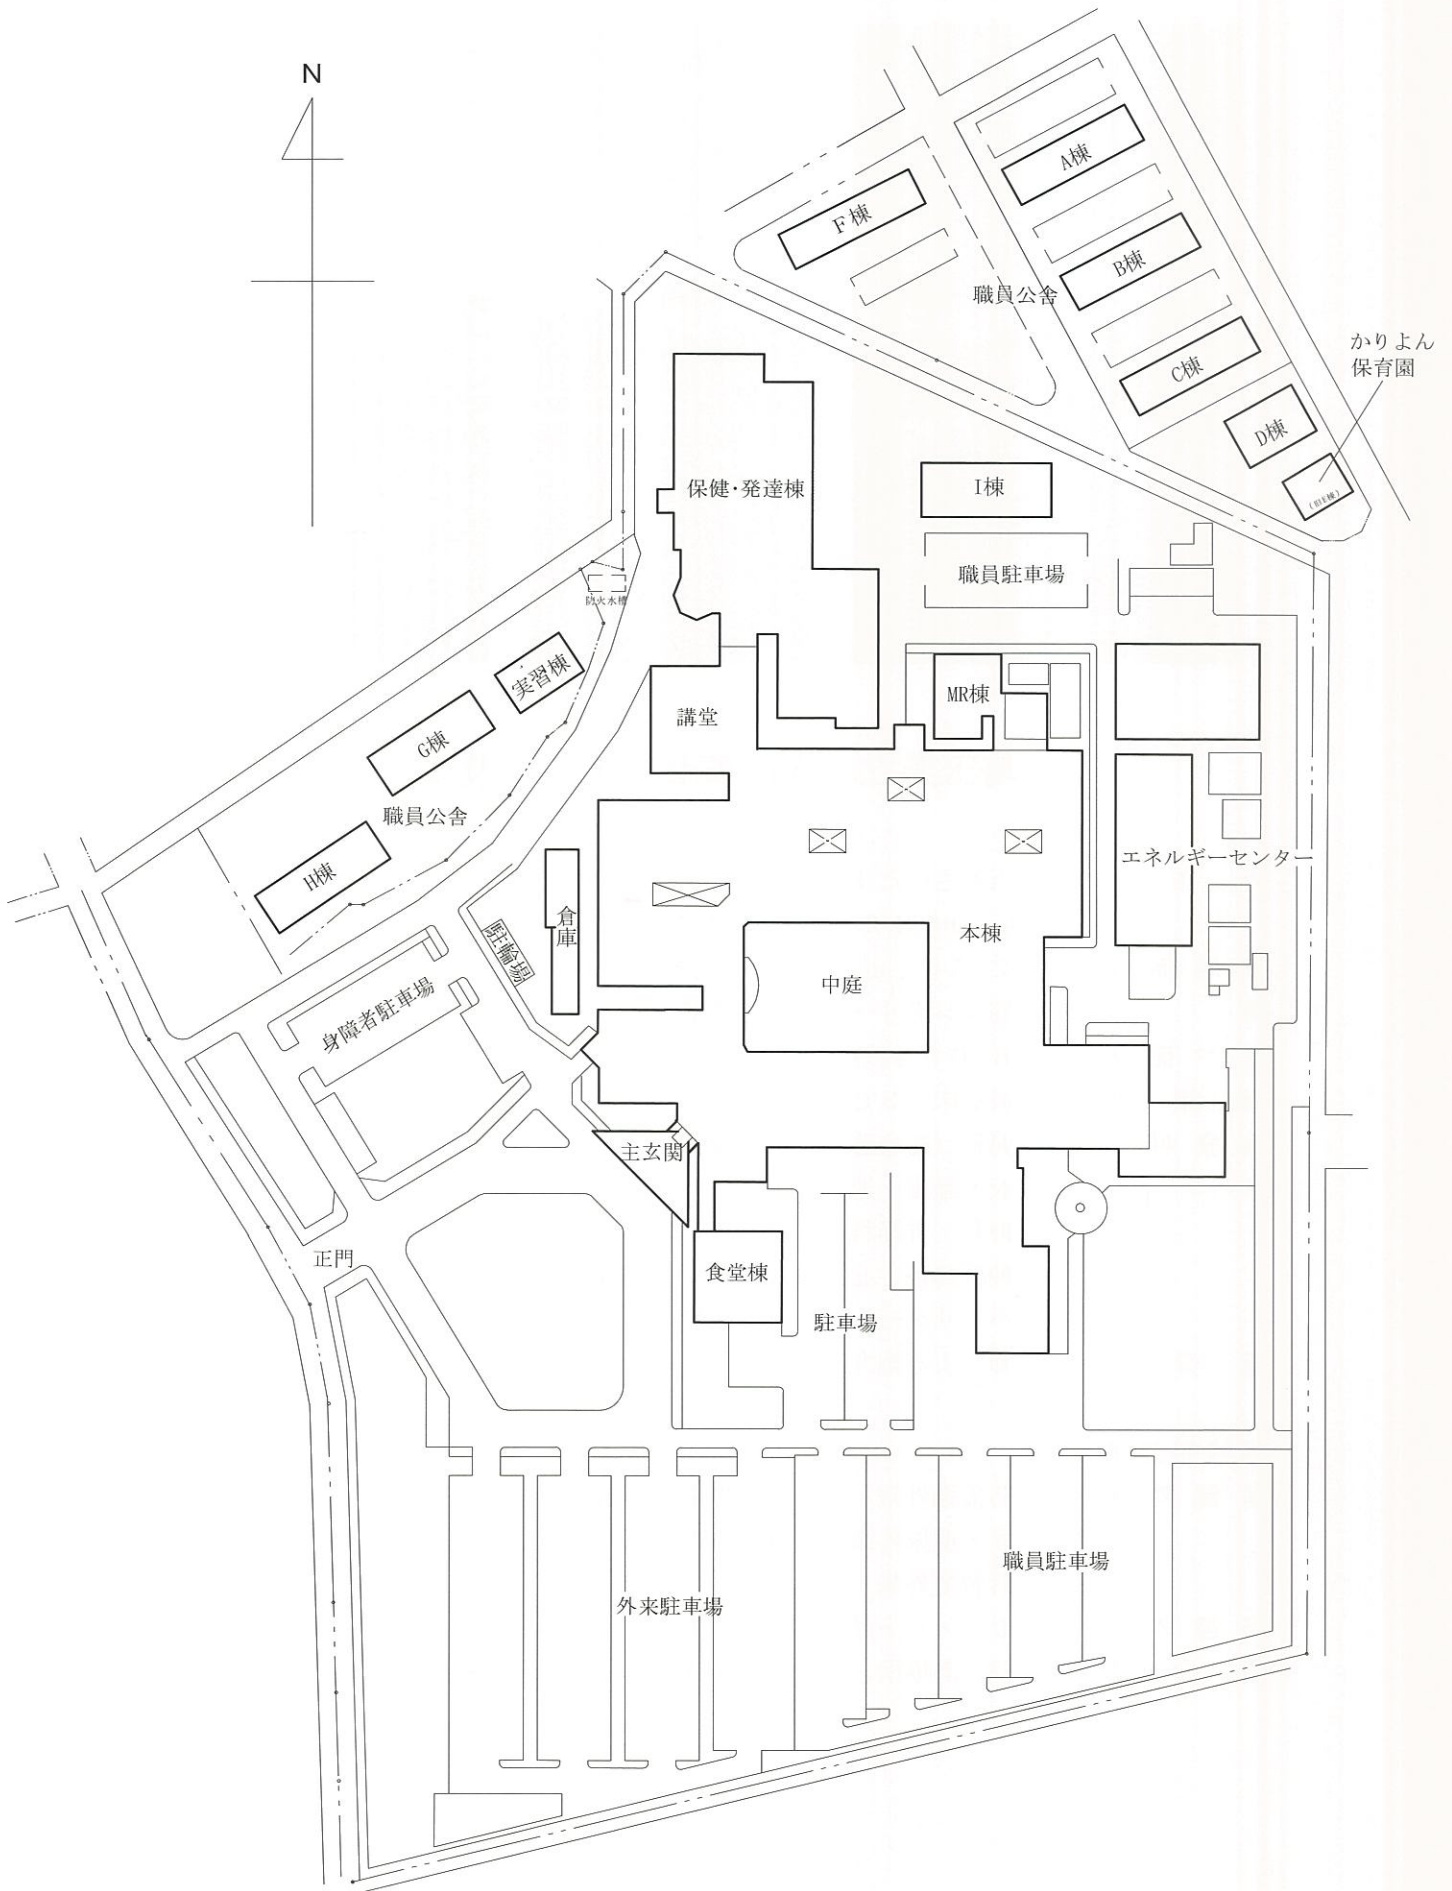 N
A棟
F棟
B棟
職員公舎
かりよん
保育園
C棟
D棟
(旧E棟)
保健・発達棟
I棟
職員駐車場
防火水槽
実習棟
MR棟
講堂
G棟
職員公舎
エネルギーセンター
H棟
倉庫
本棟
駐輪場
中庭
身障者駐車場
主玄関
正門
食堂棟
駐車場
職員駐車場
外来駐車場